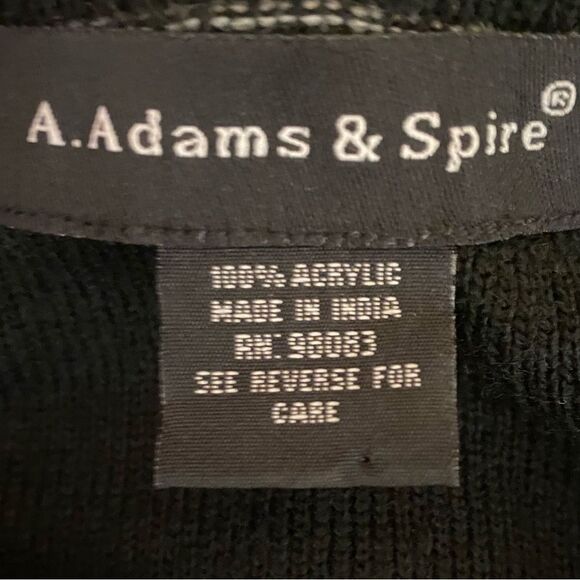 A.Adams & Spire®
100% ACRYLIC
MADE IN INDIA
RN: 98083
SEE REVERSE FOR
CARE